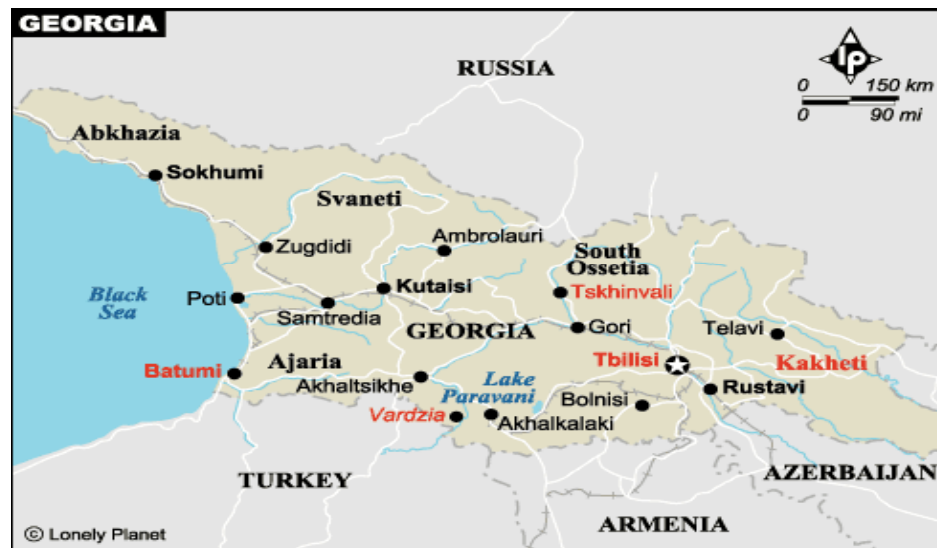 GEORGIA
lp
RUSSIA
0 150 km
0 90 mi
Abkhazia
Sokhumi
Svaneti
Zugdidi
Ambrolauri
South
Ossetia
Black
Sea
Poti
Kutaisi
Tskhinvali
Samtredia
GEORGIA
Gori
Telavi
Batumi
Ajaria
Tbilisi
Kakheti
Akhaltsikhe
Lake
Paravani
Rustavi
Bolnisi
Vardzia
Akhalkalaki
TURKEY
AZERBAIJAN
ARMENIA
© Lonely Planet